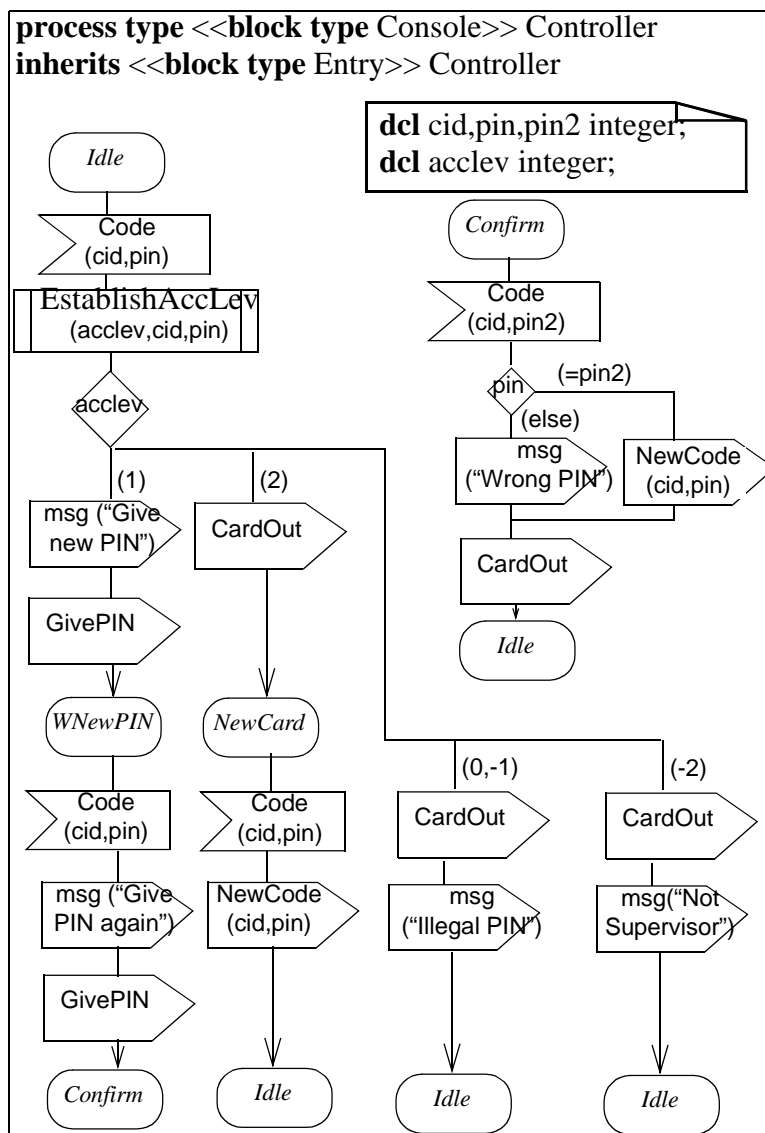 process type <<block type Console>> Controller
inherits <<block type Entry>> Controller
dcl cid,pin,pin2 integer;
dcl acclev integer;
Idle
Code
(cid,pin)
EstablishAccLev
(acclev,cid,pin)
acclev
(1)
msg (“Give
new PIN”)
GivePIN
WNewPIN
Code
(cid,pin)
msg (“Give
PIN again”)
GivePIN
Confirm
(2)
CardOut
NewCard
Code
(cid,pin)
NewCode
(cid,pin)
Idle
(0,-1)
CardOut
msg
(“Illegal PIN”)
Idle
(-2)
CardOut
msg(“Not
Supervisor”)
Idle
Confirm
Code
(cid,pin2)
pin
(=pin2)
(else)
msg
(“Wrong PIN”)
NewCode
(cid,pin)
CardOut
Idle